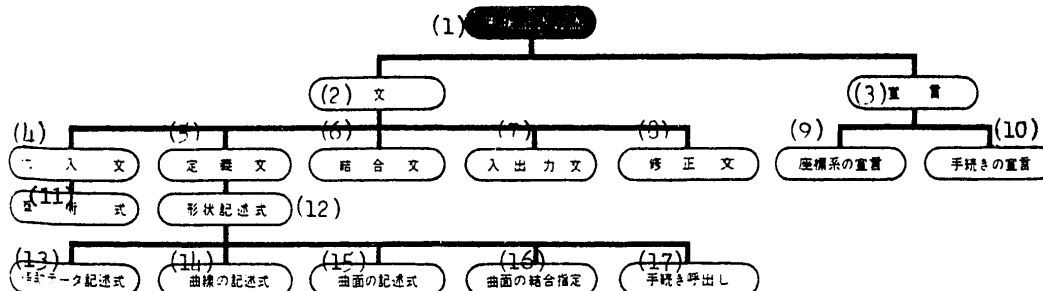 (1)
(2) 文
(3) 宣言
(4) (5) (6) (7) (8) (9) (10)
入文 定義文 結合文 入出力文 修正文 座標系の宣言 手続きの宣言
(11) 術式 形状記述式 (12)
(13) (14) (15) (16) (17)
データ記述式 曲線の記述式 曲面の記述式 曲面の結合指定 手続き呼出し